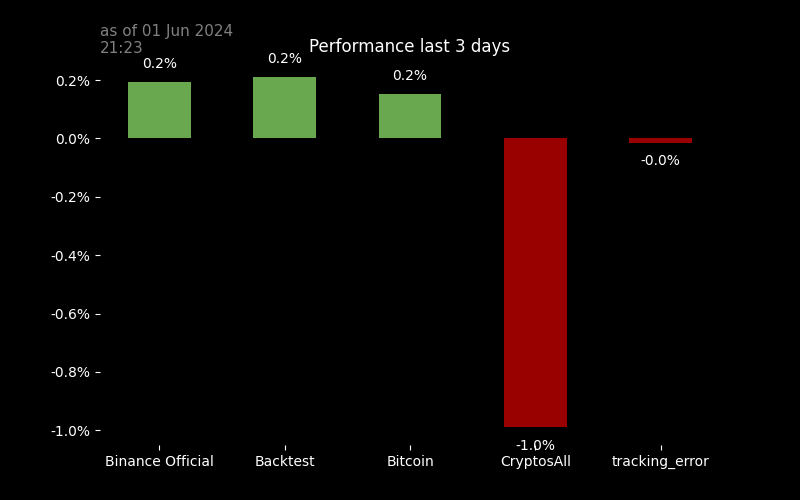 as of 01 Jun 2024
21:23
Performance last 3 days
0.2%
0.2%
0.2%
-1.0%
-0.0%
0.2%
0.0%
-0.2%
-0.4%
-0.6%
-0.8%
-1.0%
Binance Official
Backtest
Bitcoin
CryptosAll
tracking_error